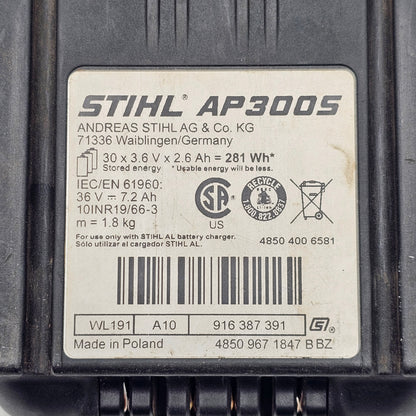 STIHL® AP300S
ANDREAS STIHL AG & Co. KG
71336 Waiblingen/Germany
30 x 3.6 V x 2.6 Ah = 281 Wh*
Stored energy *Usable energy will be less.
IEC/EN 61960:
36 V ⎓ 7.2 Ah
10INR19/66-3
m = 1.8 kg
SA
US
RECYCLE
RBRC
1.800.822.8837
For use only with STIHL AL battery charger.
Sólo utilizar el cargador STIHL AL.
4850 400 6581
WL191 A10 916 387 391
Made in Poland 4850 967 1847 B BZ